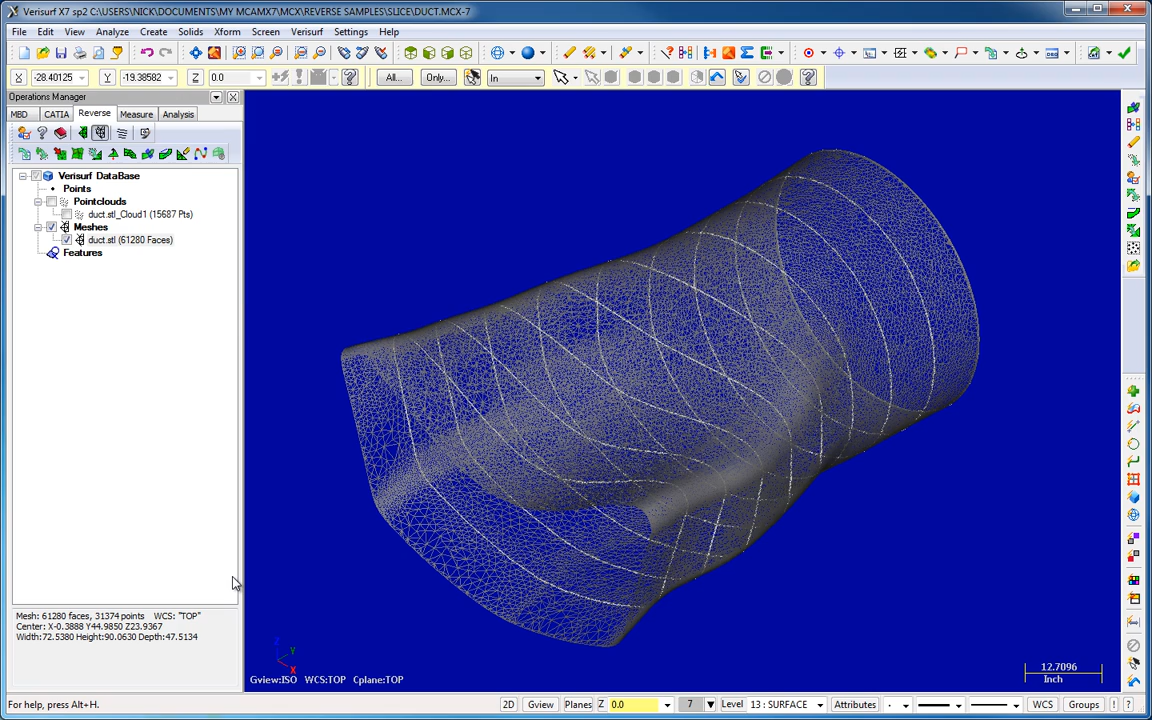 Verisurf X7 sp2 C:\USERS\NICK\DOCUMENTS\MY MCAMX7\MCX\REVERSE SAMPLES\SLICE\DUCT.MCX-7
File Edit View Analyze Create Solids Xform Screen Verisurf Settings Help
X -28.40125 Y -19.38582 Z 0.0 All... Only... In
Operations Manager
MBD CATIA Reverse Measure Analysis
Verisurf DataBase
Points
Pointclouds
duct.stl_Cloud1 (15687 Pts)
Meshes
duct.stl (61280 Faces)
Features
Mesh: 61280 faces, 31374 points WCS: "TOP"
Center: X-0.3888 Y44.9850 Z23.9367
Width:72.5380 Height:90.0630 Depth:47.5134
Z
Y
X
Gview:ISO WCS:TOP Cplane:TOP
12.7096
Inch
For help, press Alt+H.
2D Gview Planes Z 0.0 7 Level 13 : SURFACE Attributes WCS Groups ! ?